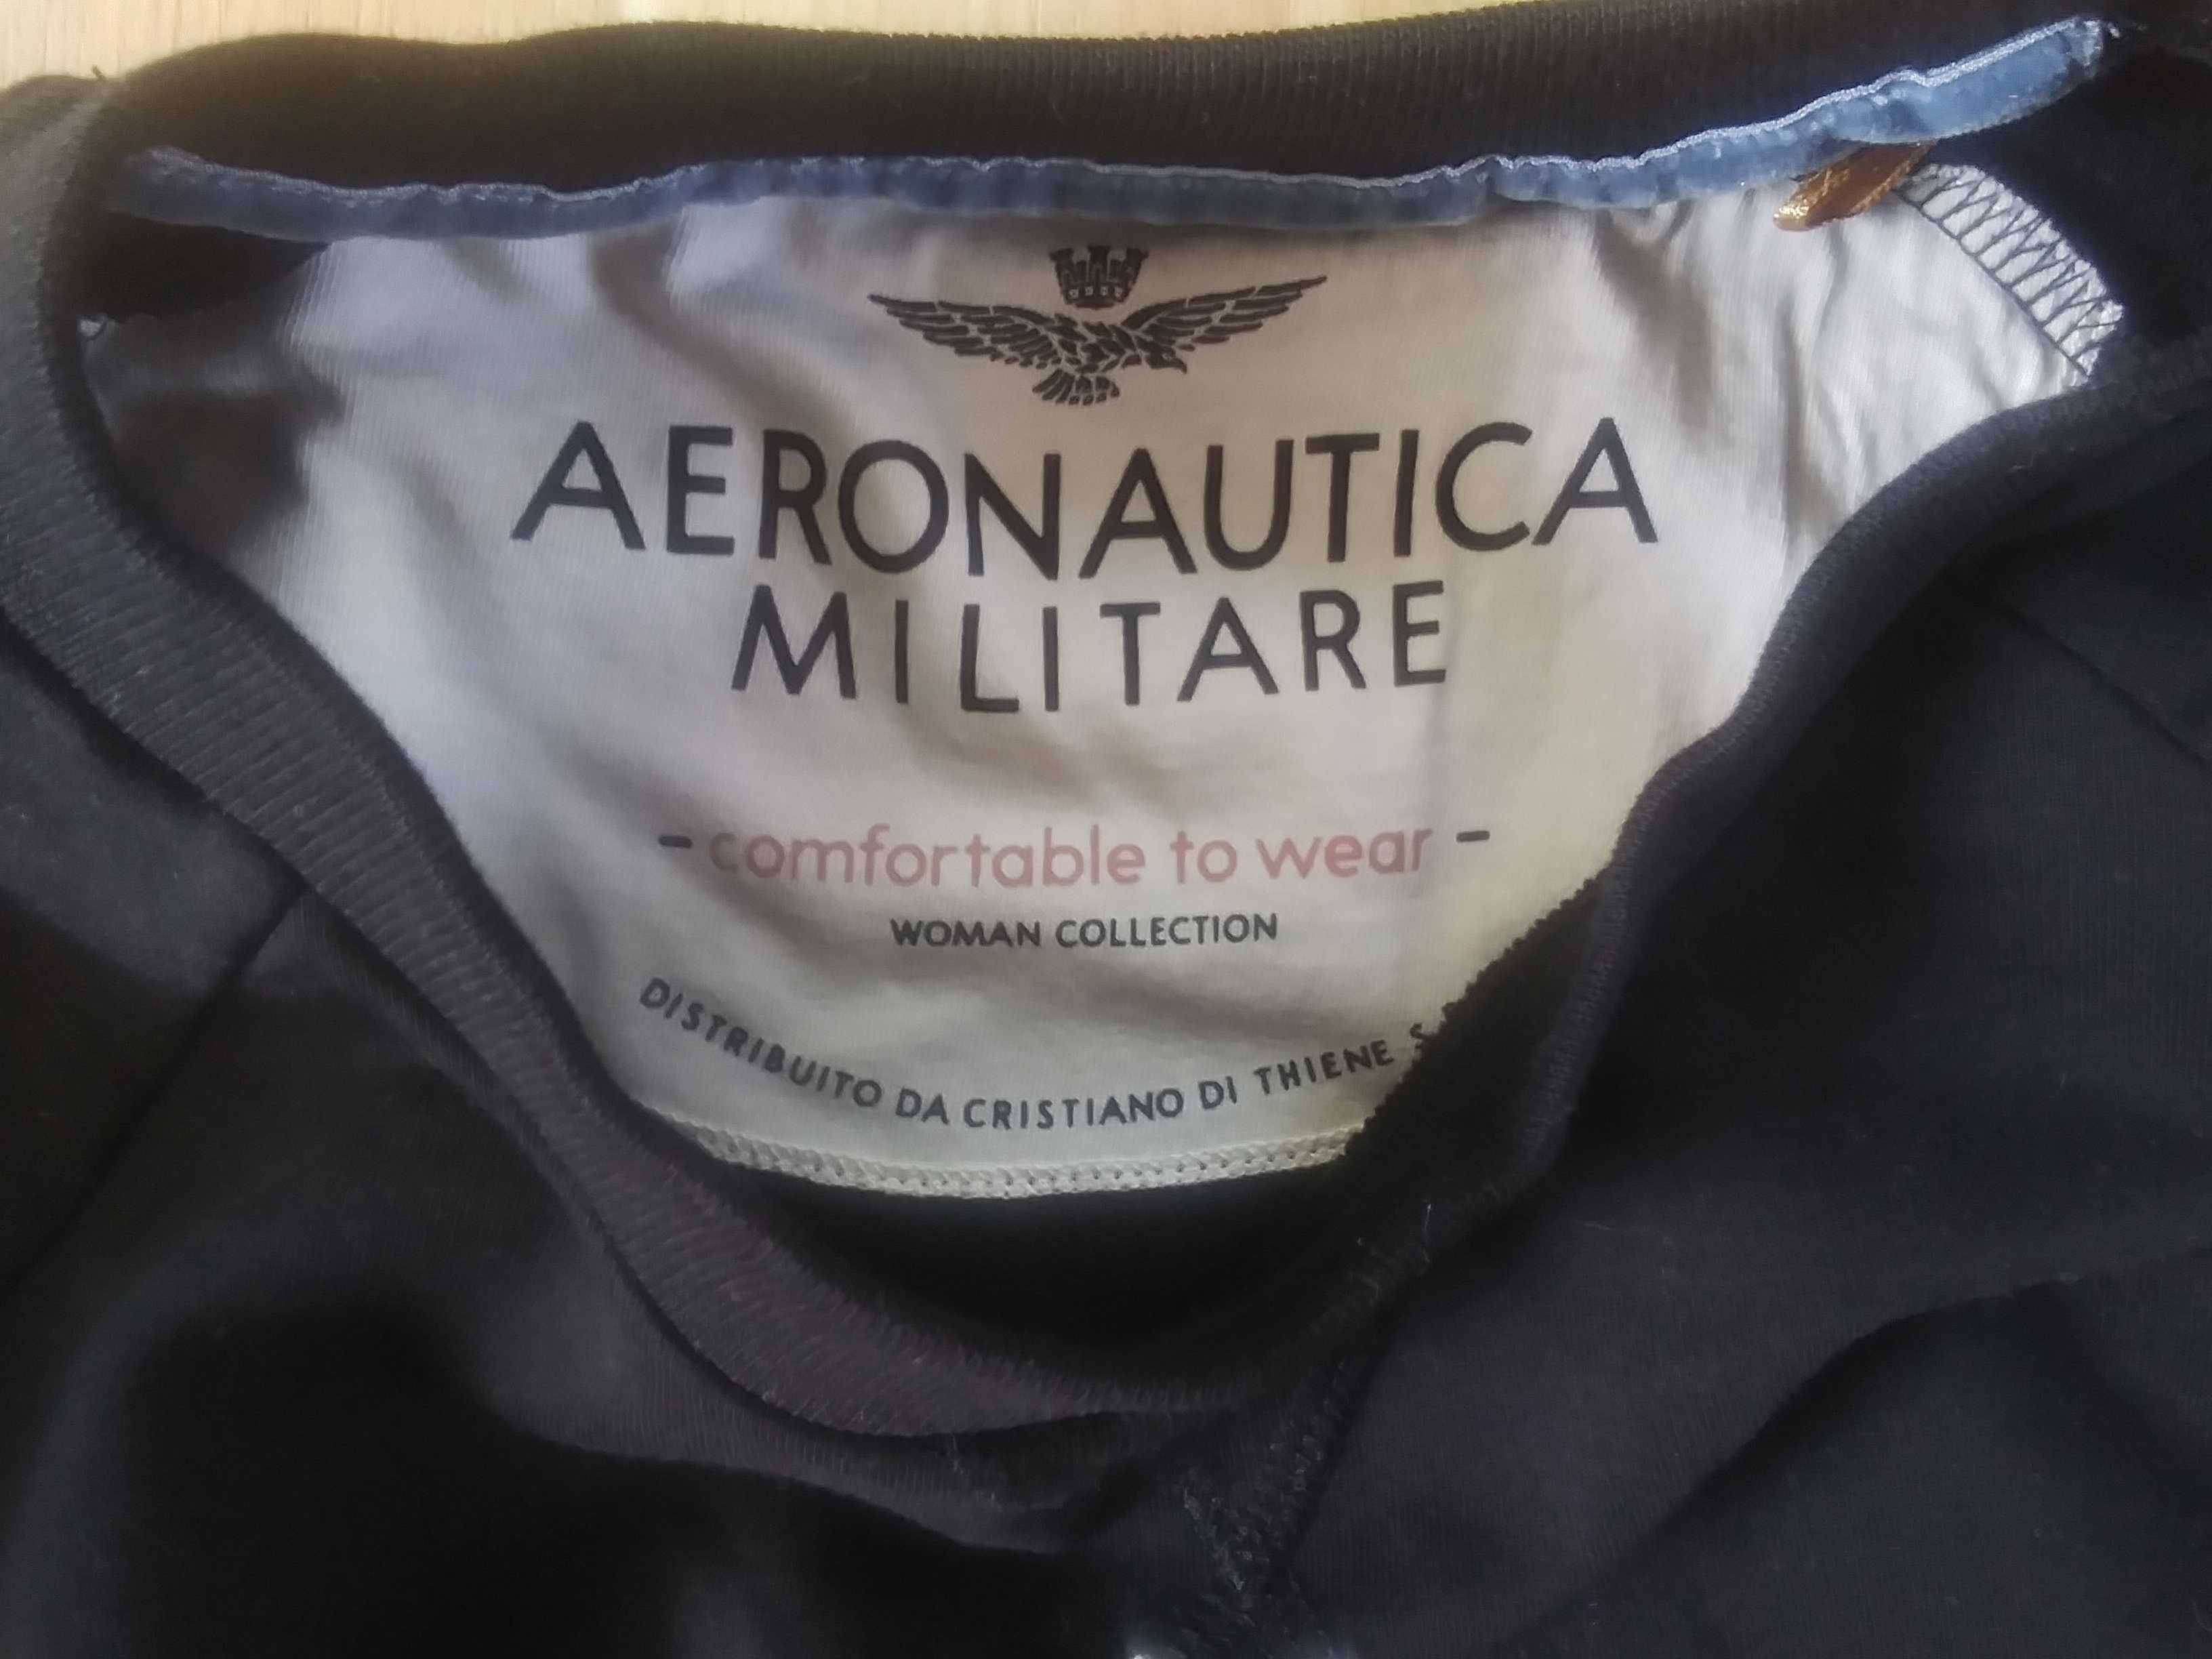 AERONAUTICA
MILITARE
- comfortable to wear -
WOMAN COLLECTION
DISTRIBUITO DA CRISTIANO DI THIENE